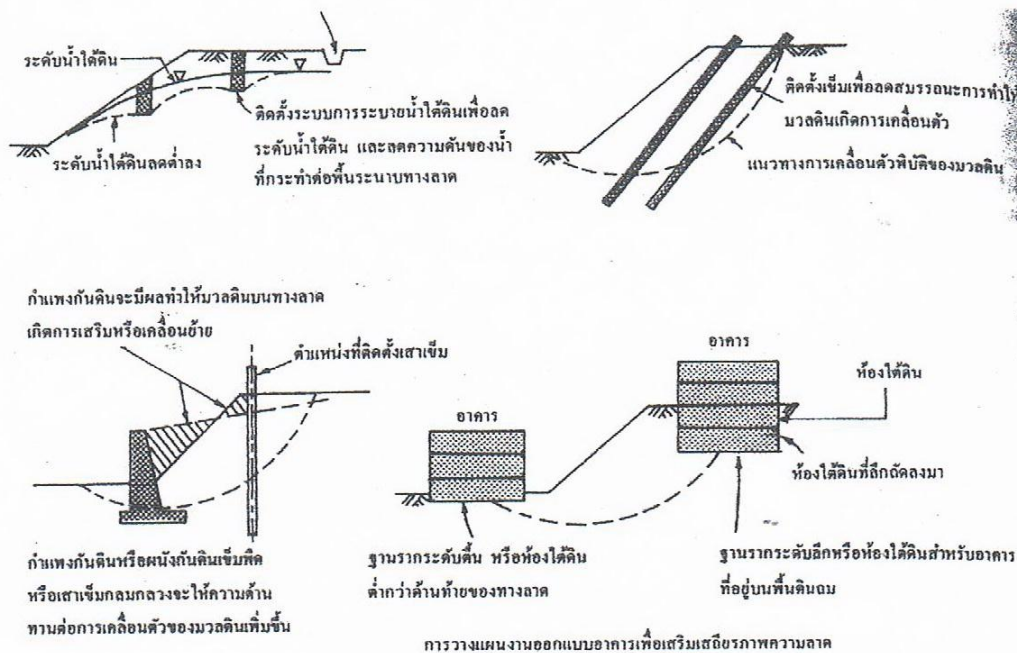 ระดับน้ำใต้ดิน
ติดตั้งระบบการระบายน้ำใต้ดินเพื่อลด
ระดับน้ำใต้ดิน และลดความดันของน้ำ
ที่กระทำต่อพื้นระนาบทางลาด
ระดับน้ำใต้ดินลดต่ำลง
ติดตั้งเข็มเพื่อลดสมรรถนะการทำให้
มวลดินเกิดการเคลื่อนตัว
แนวทางการเคลื่อนตัวพิบัติของมวลดิน
กำแพงกันดินจะมีผลทำให้มวลดินบนทางลาด
เกิดการเสริมหรือเคลื่อนย้าย
ตำแหน่งที่ติดตั้งเสาเข็ม
กำแพงกันดินหรือผนังกันดินเข็มพืด
หรือเสาเข็มกลมกลวงจะให้ความต้าน
ทานต่อการเคลื่อนตัวของมวลดินเพิ่มขึ้น
อาคาร
อาคาร
ห้องใต้ดิน
ห้องใต้ดินที่ลึกถัดลงมา
ฐานรากระดับตื้น หรือห้องใต้ดิน
ต่ำกว่าด้านท้ายของทางลาด
ฐานรากระดับลึกหรือห้องใต้ดินสำหรับอาคาร
ที่อยู่บนพื้นดินถม
การวางแผนงานออกแบบอาคารเพื่อเสริมเสถียรภาพความลาด